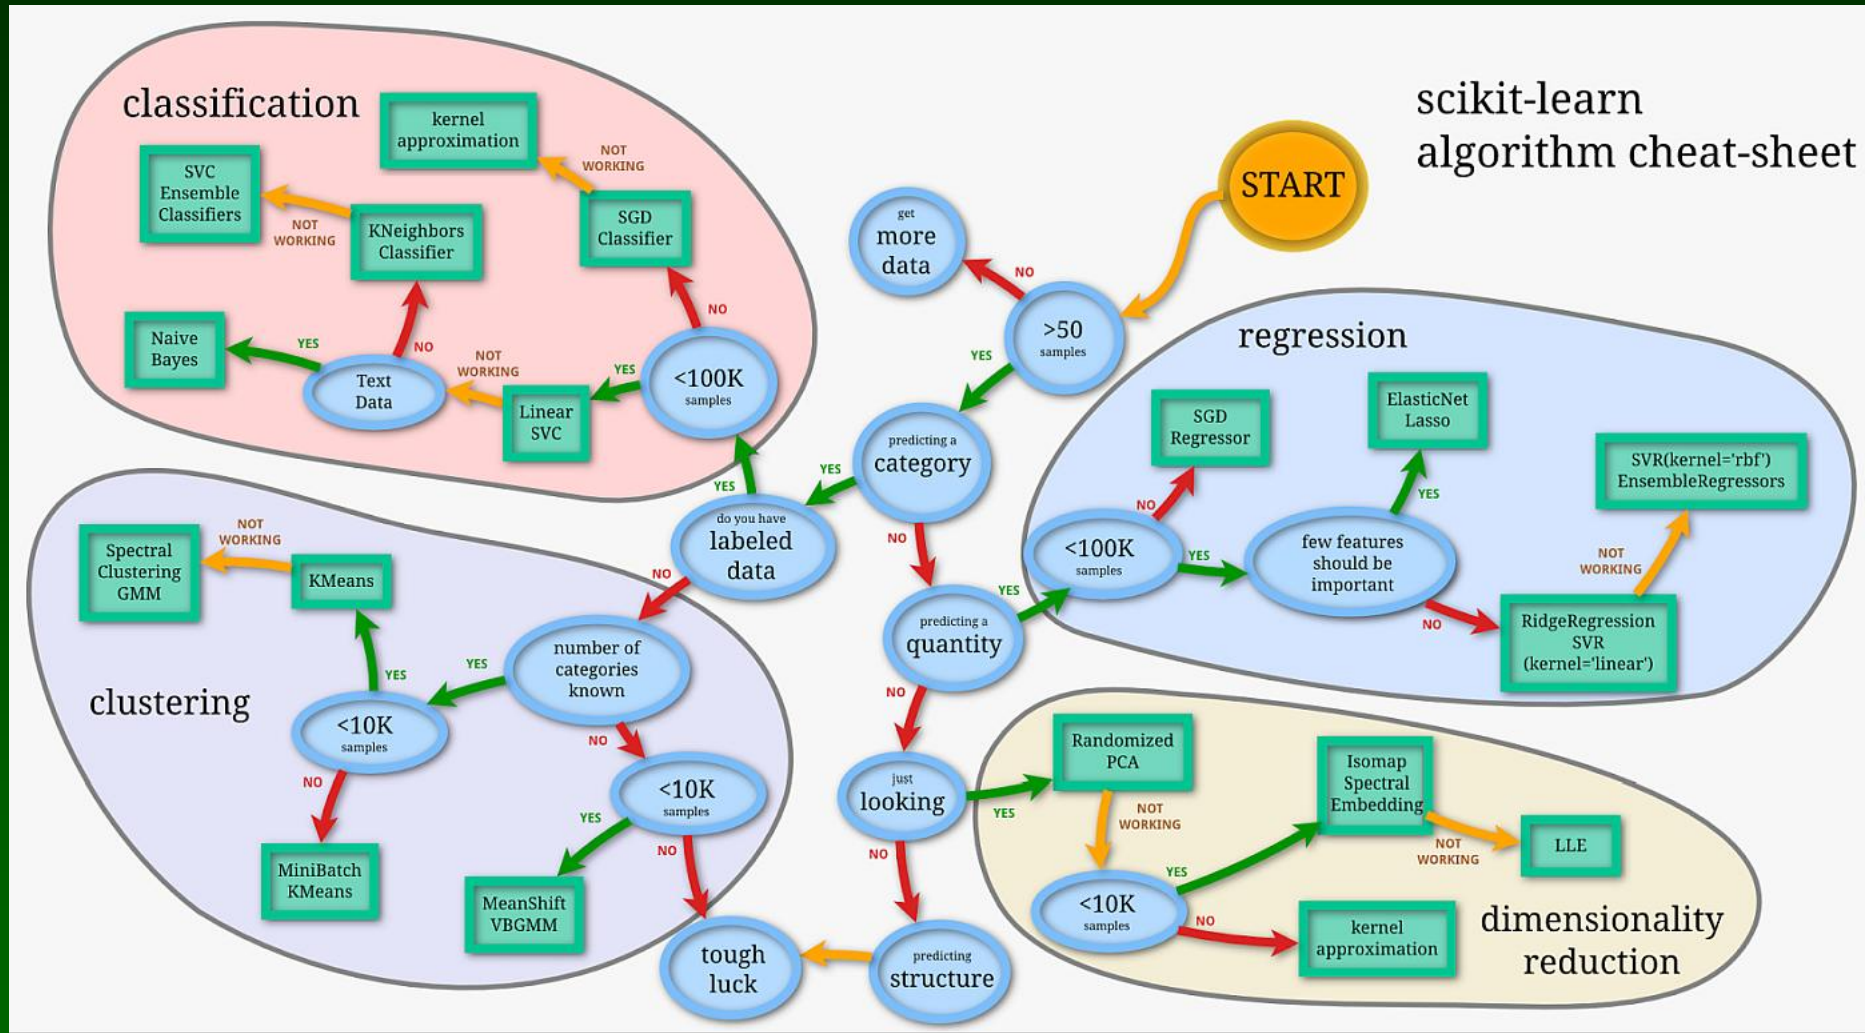 scikit-learn
algorithm cheat-sheet
START
>50
samples
NO
get
more
data
YES
predicting a
category
YES
do you have
labeled
data
YES
NO
NO
predicting a
quantity
YES
NO
just
looking
YES
NO
predicting
structure
tough
luck
classification
<100K
samples
NO
SGD
Classifier
NOT
WORKING
kernel
approximation
YES
Linear
SVC
NOT
WORKING
Text
Data
YES
Naive
Bayes
NO
KNeighbors
Classifier
NOT
WORKING
SVC
Ensemble
Classifiers
clustering
number of
categories
known
YES
<10K
samples
YES
KMeans
NOT
WORKING
Spectral
Clustering
GMM
NO
MiniBatch
KMeans
NO
<10K
samples
YES
MeanShift
VBGMM
NO
regression
<100K
samples
NO
SGD
Regressor
YES
few features
should be
important
YES
ElasticNet
Lasso
NO
RidgeRegression
SVR
(kernel='linear')
NOT
WORKING
SVR(kernel='rbf')
EnsembleRegressors
dimensionality
reduction
Randomized
PCA
NOT
WORKING
<10K
samples
YES
Isomap
Spectral
Embedding
NOT
WORKING
LLE
NO
kernel
approximation